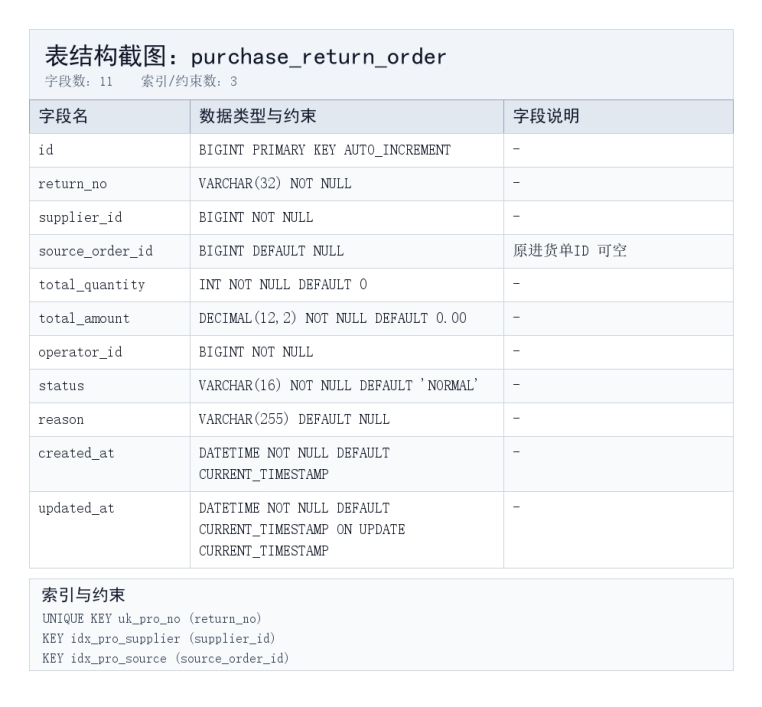 表结构截图：purchase_return_order
字段数：11 索引/约束数：3
字段名 数据类型与约束 字段说明
id BIGINT PRIMARY KEY AUTO_INCREMENT -
return_no VARCHAR(32) NOT NULL -
supplier_id BIGINT NOT NULL -
source_order_id BIGINT DEFAULT NULL 原进货单ID 可空
total_quantity INT NOT NULL DEFAULT 0 -
total_amount DECIMAL(12,2) NOT NULL DEFAULT 0.00 -
operator_id BIGINT NOT NULL -
status VARCHAR(16) NOT NULL DEFAULT 'NORMAL' -
reason VARCHAR(255) DEFAULT NULL -
created_at DATETIME NOT NULL DEFAULT -
CURRENT_TIMESTAMP
updated_at DATETIME NOT NULL DEFAULT -
CURRENT_TIMESTAMP ON UPDATE
CURRENT_TIMESTAMP
索引与约束
UNIQUE KEY uk_pro_no (return_no)
KEY idx_pro_supplier (supplier_id)
KEY idx_pro_source (source_order_id)